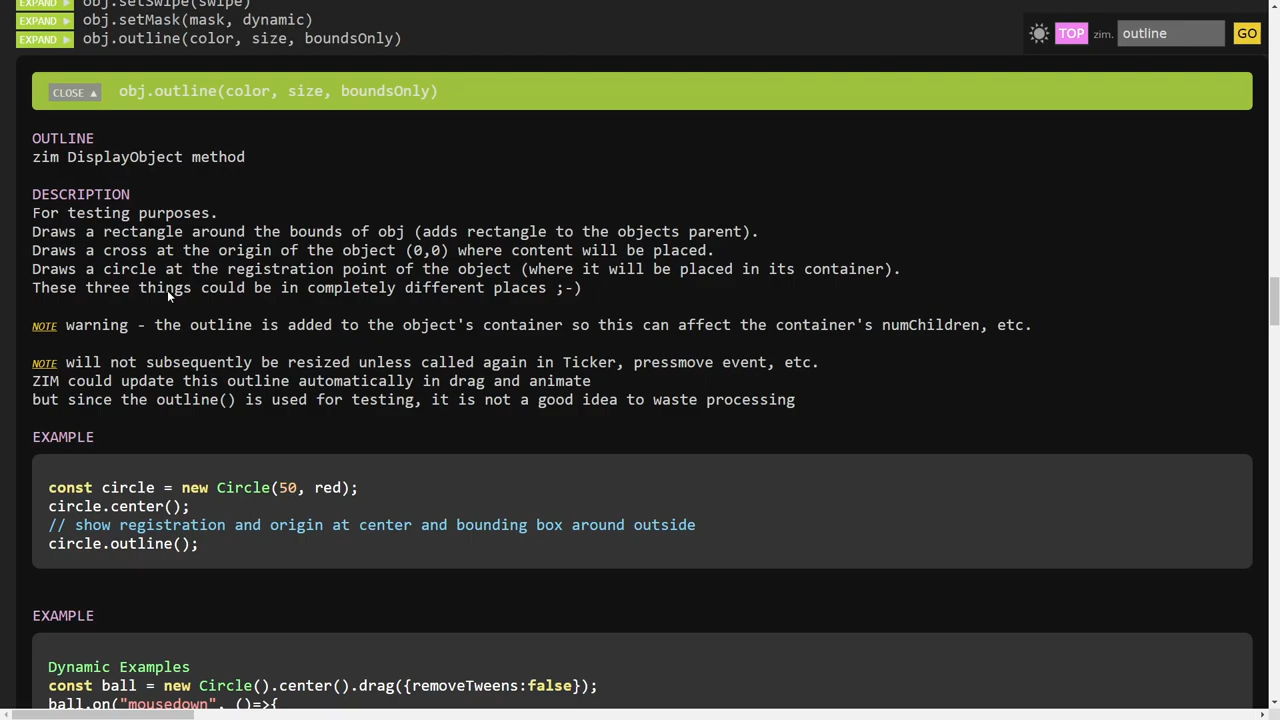 EXPAND ▶ obj.setSwipe(swipe)
EXPAND ▶ obj.setMask(mask, dynamic)
EXPAND ▶ obj.outline(color, size, boundsOnly)
TOP zim. outline GO
CLOSE ▲ obj.outline(color, size, boundsOnly)
OUTLINE
zim DisplayObject method
DESCRIPTION
For testing purposes.
Draws a rectangle around the bounds of obj (adds rectangle to the objects parent).
Draws a cross at the origin of the object (0,0) where content will be placed.
Draws a circle at the registration point of the object (where it will be placed in its container).
These three things could be in completely different places ;-)
NOTE warning - the outline is added to the object's container so this can affect the container's numChildren, etc.
NOTE will not subsequently be resized unless called again in Ticker, pressmove event, etc.
ZIM could update this outline automatically in drag and animate
but since the outline() is used for testing, it is not a good idea to waste processing
EXAMPLE
const circle = new Circle(50, red);
circle.center();
// show registration and origin at center and bounding box around outside
circle.outline();
EXAMPLE
Dynamic Examples
const ball = new Circle().center().drag({removeTweens:false});
ball.on("mousedown", ()=>{